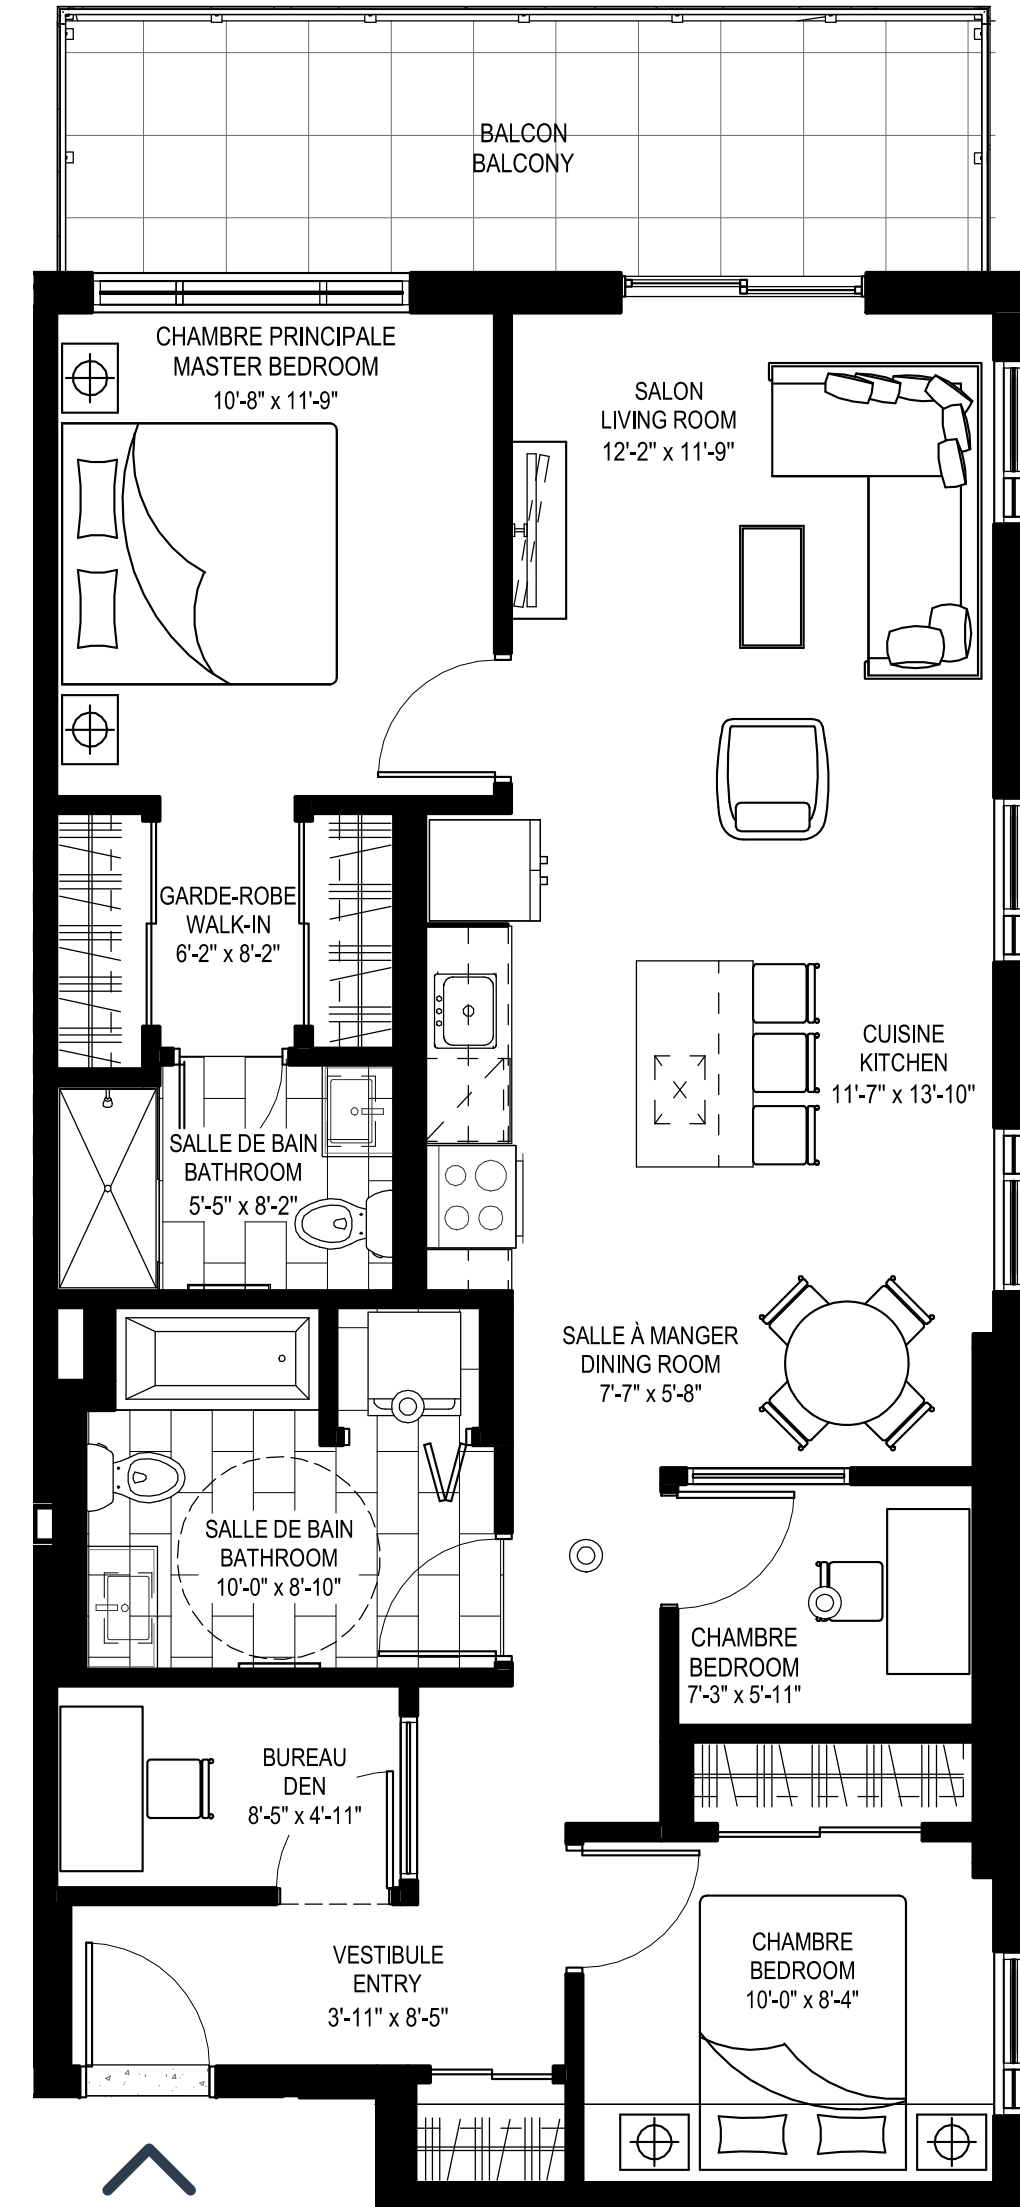 BALCON
BALCONY
CHAMBRE PRINCIPALE
MASTER BEDROOM
10'-8" x 11'-9"
SALON
LIVING ROOM
12'-2" x 11'-9"
GARDE-ROBE
WALK-IN
6'-2" x 8'-2"
CUISINE
KITCHEN
11'-7" x 13'-10"
SALLE DE BAIN
BATHROOM
5'-5" x 8'-2"
SALLE À MANGER
DINING ROOM
7'-7" x 5'-8"
SALLE DE BAIN
BATHROOM
10'-0" x 8'-10"
CHAMBRE
BEDROOM
7'-3" x 5'-11"
BUREAU
DEN
8'-5" x 4'-11"
VESTIBULE
ENTRY
3'-11" x 8'-5"
CHAMBRE
BEDROOM
10'-0" x 8'-4"